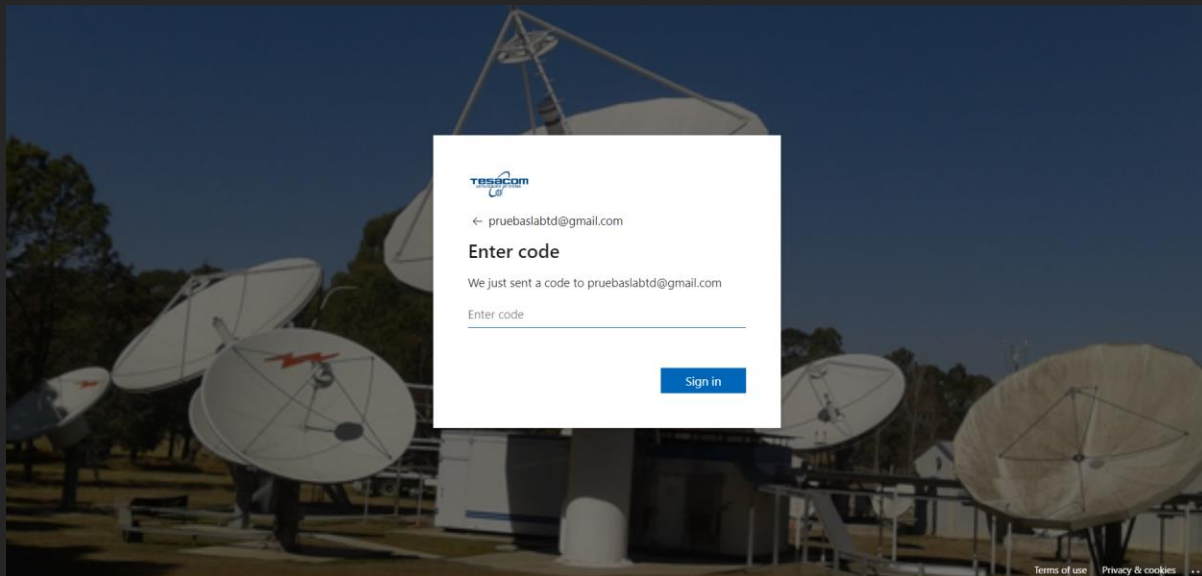 TESACOM
← pruebaslabtd@gmail.com
Enter code
We just sent a code to pruebaslabtd@gmail.com
Enter code
Sign in
Terms of use Privacy & cookies